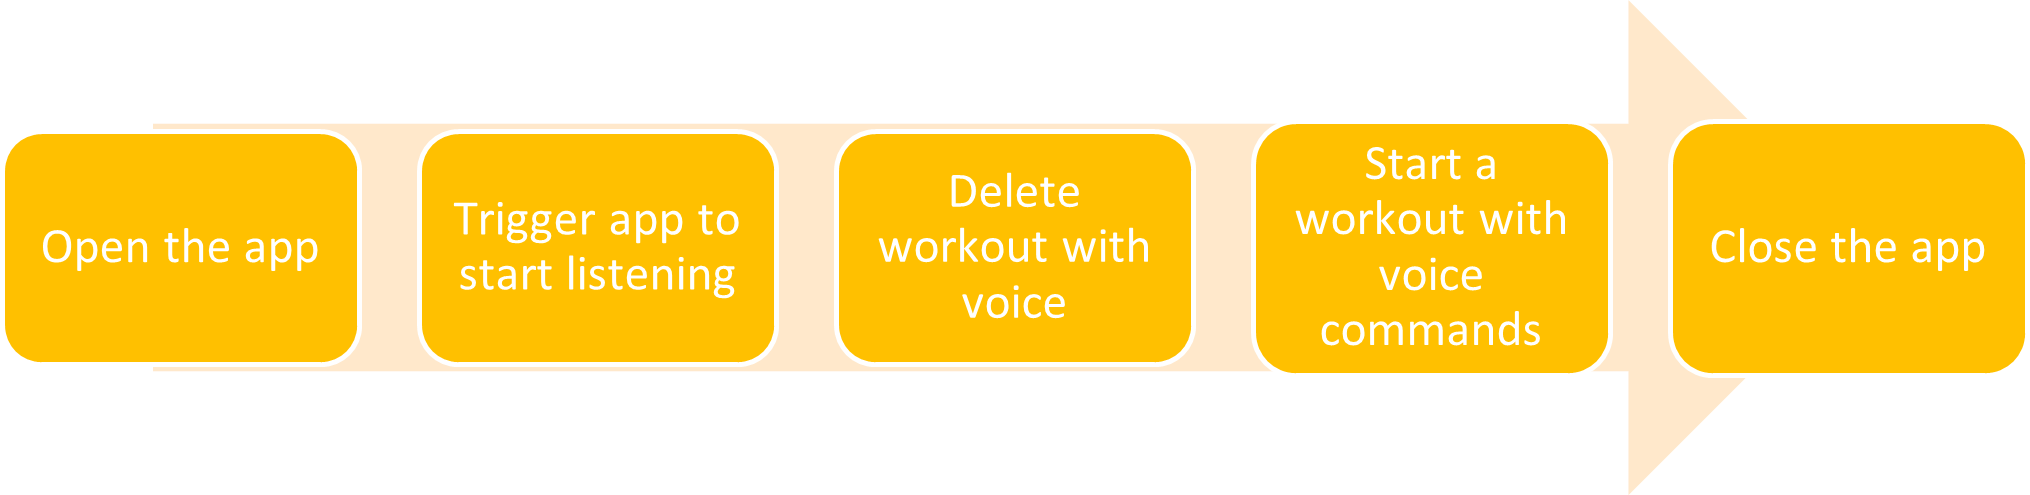 Open the app
Trigger app to
start listening
Delete
workout with
voice
Start a
workout with
voice
commands
Close the app